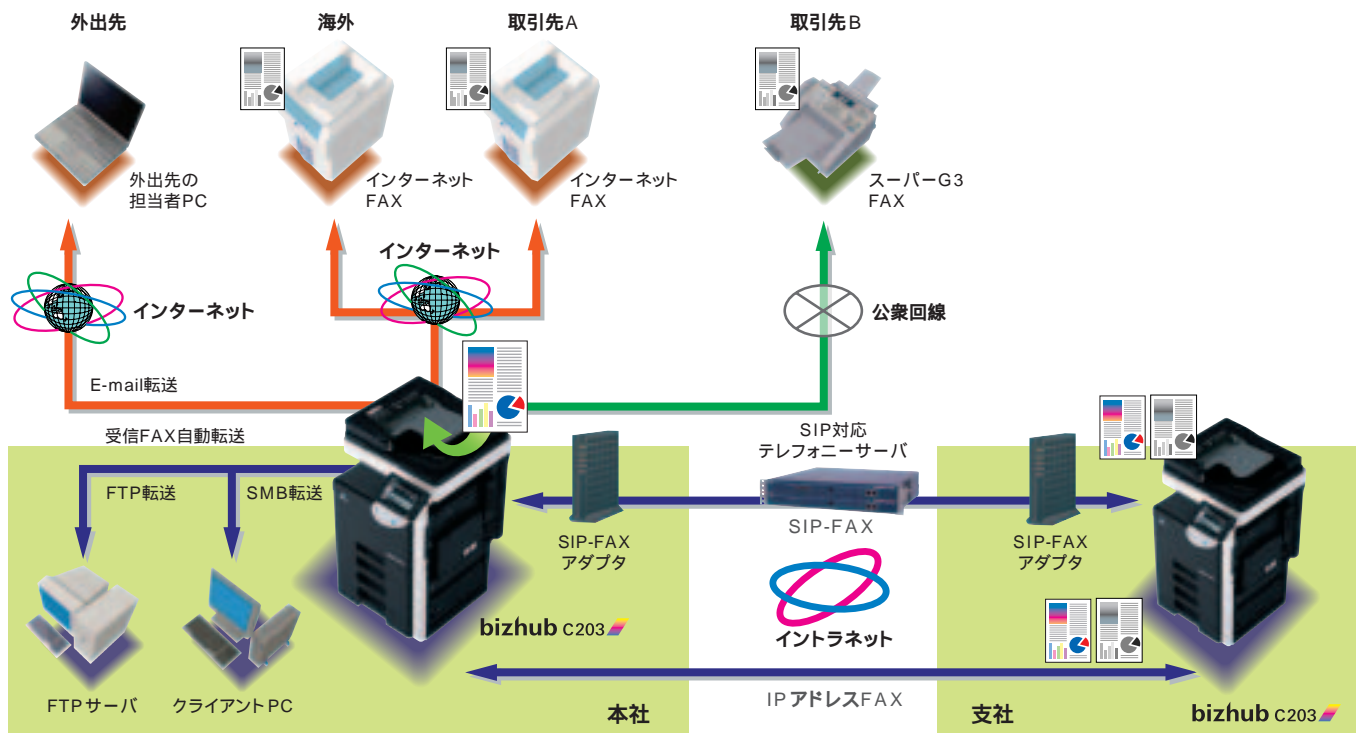 外出先
海外
取引先A
取引先B
外出先の
担当者PC
インターネット
FAX
インターネット
FAX
スーパーG3
FAX
インターネット
インターネット
公衆回線
E-mail転送
受信FAX自動転送
FTP転送
SMB転送
SIP対応
テレフォニーサーバ
SIP-FAX
SIP-FAX
アダプタ
SIP-FAX
アダプタ
イントラネット
bizhub C203
IPアドレスFAX
FTPサーバ
クライアントPC
本社
支社
bizhub C203